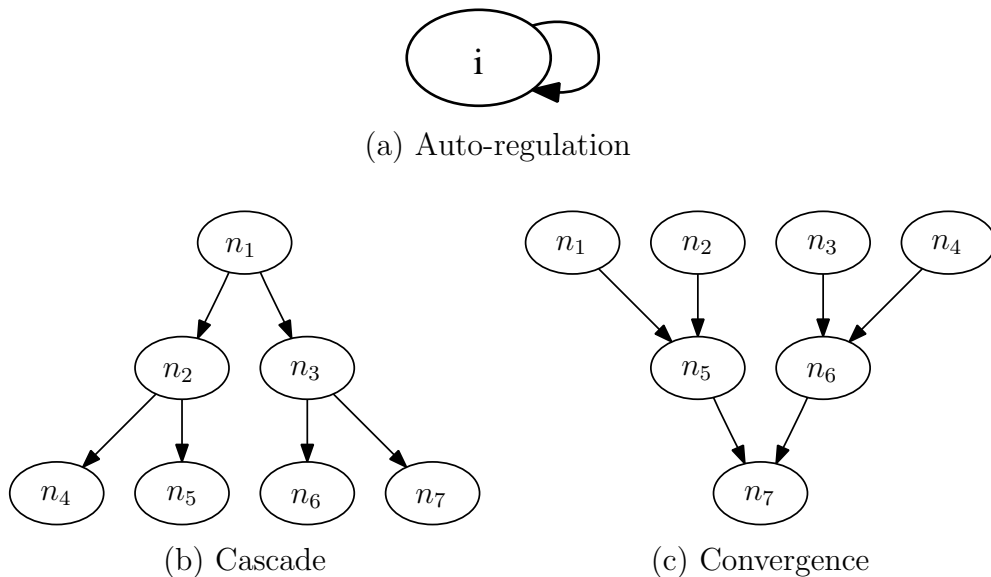 i
(a) Auto-regulation
n₁
n₂ n₃
n₄ n₅ n₆ n₇
(b) Cascade
n₁ n₂ n₃ n₄
n₅ n₆
n₇
(c) Convergence